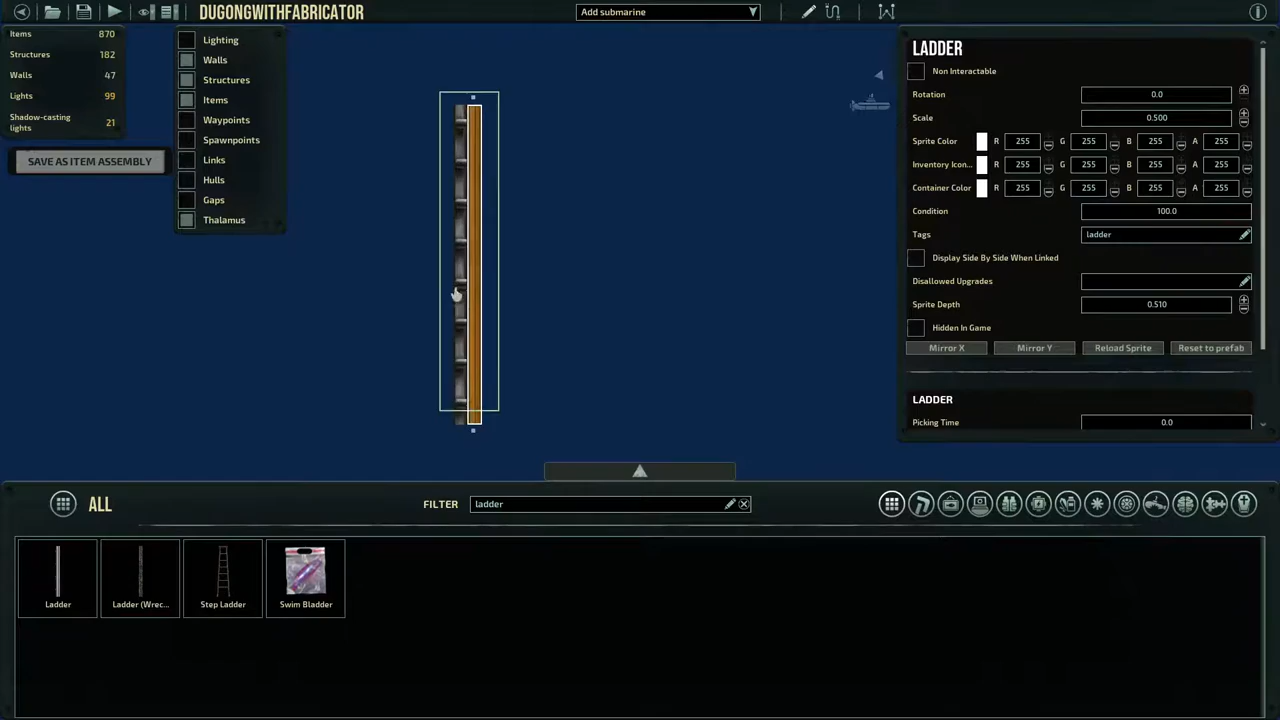 DUGONGWITHFABRICATOR
Add submarine
Items 870
Structures 182
Walls 47
Lights 99
Shadow-casting
lights 21
SAVE AS ITEM ASSEMBLY
Lighting
Walls
Structures
Items
Waypoints
Spawnpoints
Links
Hulls
Gaps
Thalamus
LADDER
Non Interactable
Rotation 0.0
Scale 0.500
Sprite Color R 255 G 255 B 255 A 255
Inventory Icon... R 255 G 255 B 255 A 255
Container Color R 255 G 255 B 255 A 255
Condition 100.0
Tags ladder
Display Side By Side When Linked
Disallowed Upgrades
Sprite Depth 0.510
Hidden In Game
Mirror X Mirror Y Reload Sprite Reset to prefab
LADDER
Picking Time 0.0
ALL
FILTER ladder
Ladder
Ladder (Wrec...
Step Ladder
Swim Bladder